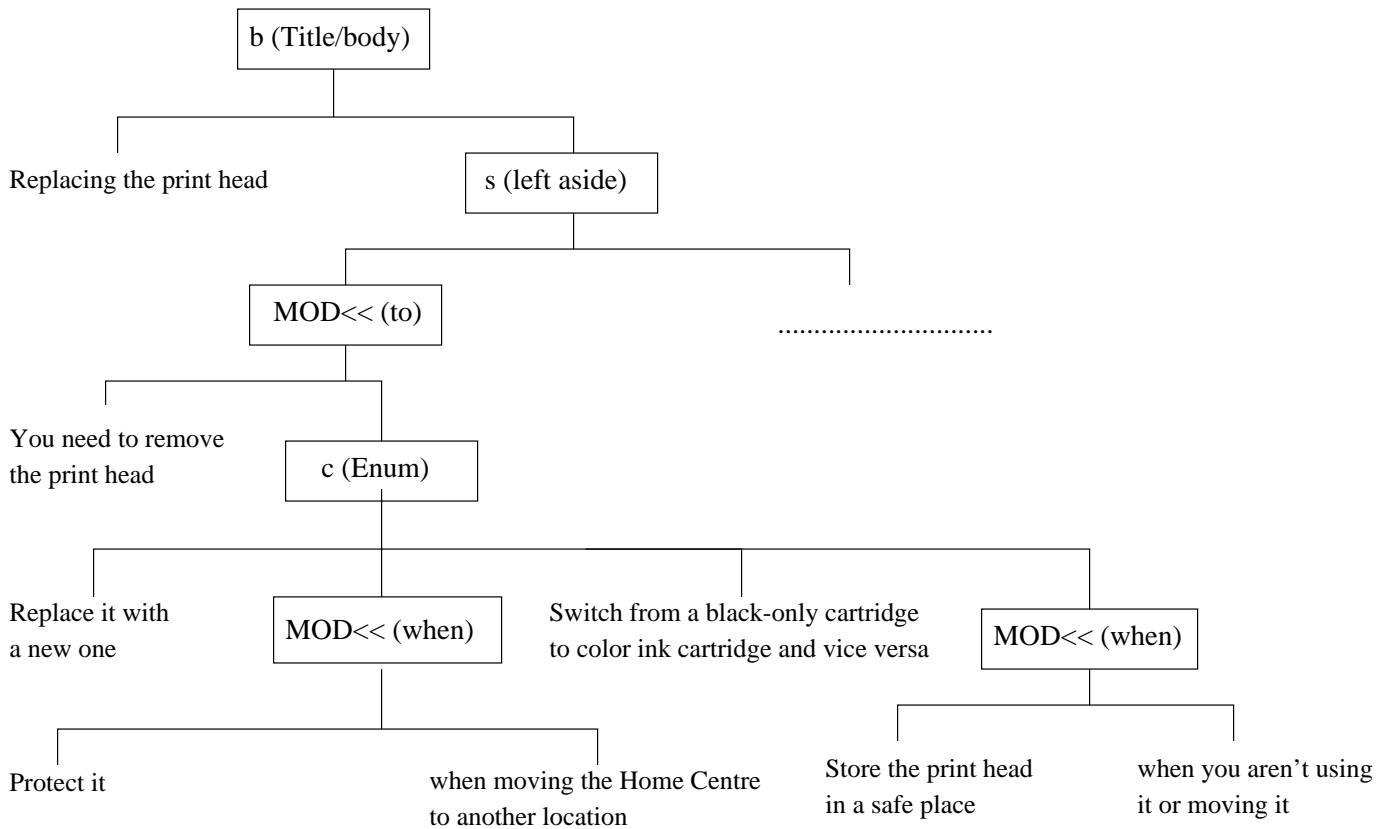 b (Title/body)
Replacing the print head
s (left aside)
MOD<< (to)
..............................
You need to remove
the print head
c (Enum)
Replace it with
a new one
MOD<< (when)
Switch from a black-only cartridge
to color ink cartridge and vice versa
MOD<< (when)
Protect it
when moving the Home Centre
to another location
Store the print head
in a safe place
when you aren't using
it or moving it